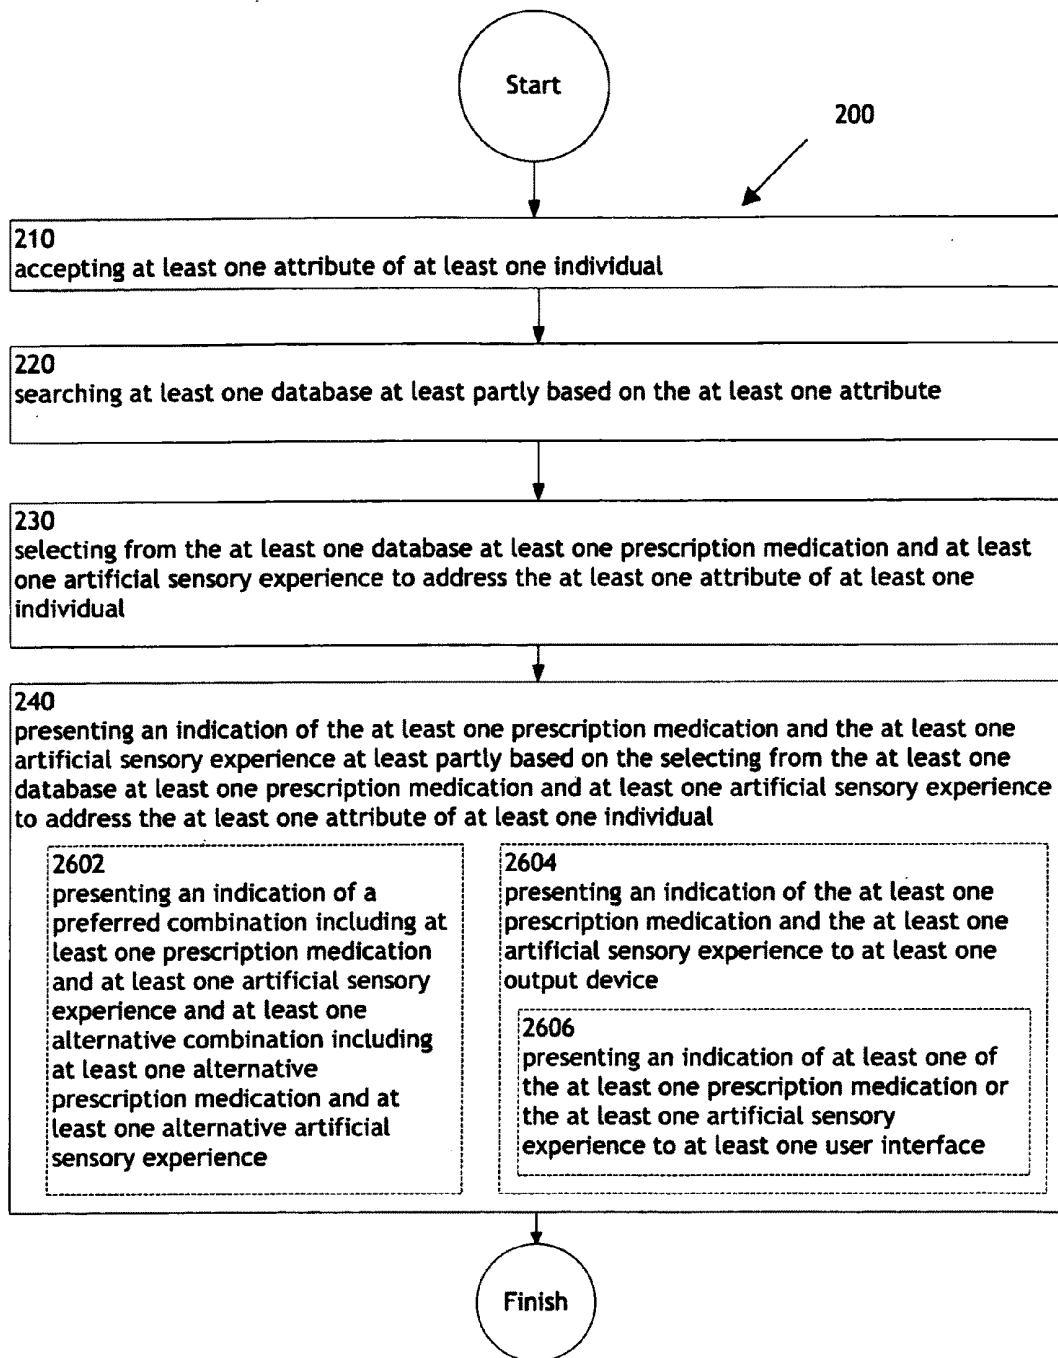 Start
200
210
accepting at least one attribute of at least one individual
220
searching at least one database at least partly based on the at least one attribute
230
selecting from the at least one database at least one prescription medication and at least
one artificial sensory experience to address the at least one attribute of at least one
individual
240
presenting an indication of the at least one prescription medication and the at least one
artificial sensory experience at least partly based on the selecting from the at least one
database at least one prescription medication and at least one artificial sensory experience
to address the at least one attribute of at least one individual
2602
presenting an indication of a
preferred combination including at
least one prescription medication
and at least one artificial sensory
experience and at least one
alternative combination including
at least one alternative
prescription medication and at
least one alternative artificial
sensory experience
2604
presenting an indication of the at least one
prescription medication and the at least one
artificial sensory experience to at least one
output device
2606
presenting an indication of at least one of
the at least one prescription medication or
the at least one artificial sensory
experience to at least one user interface
Finish